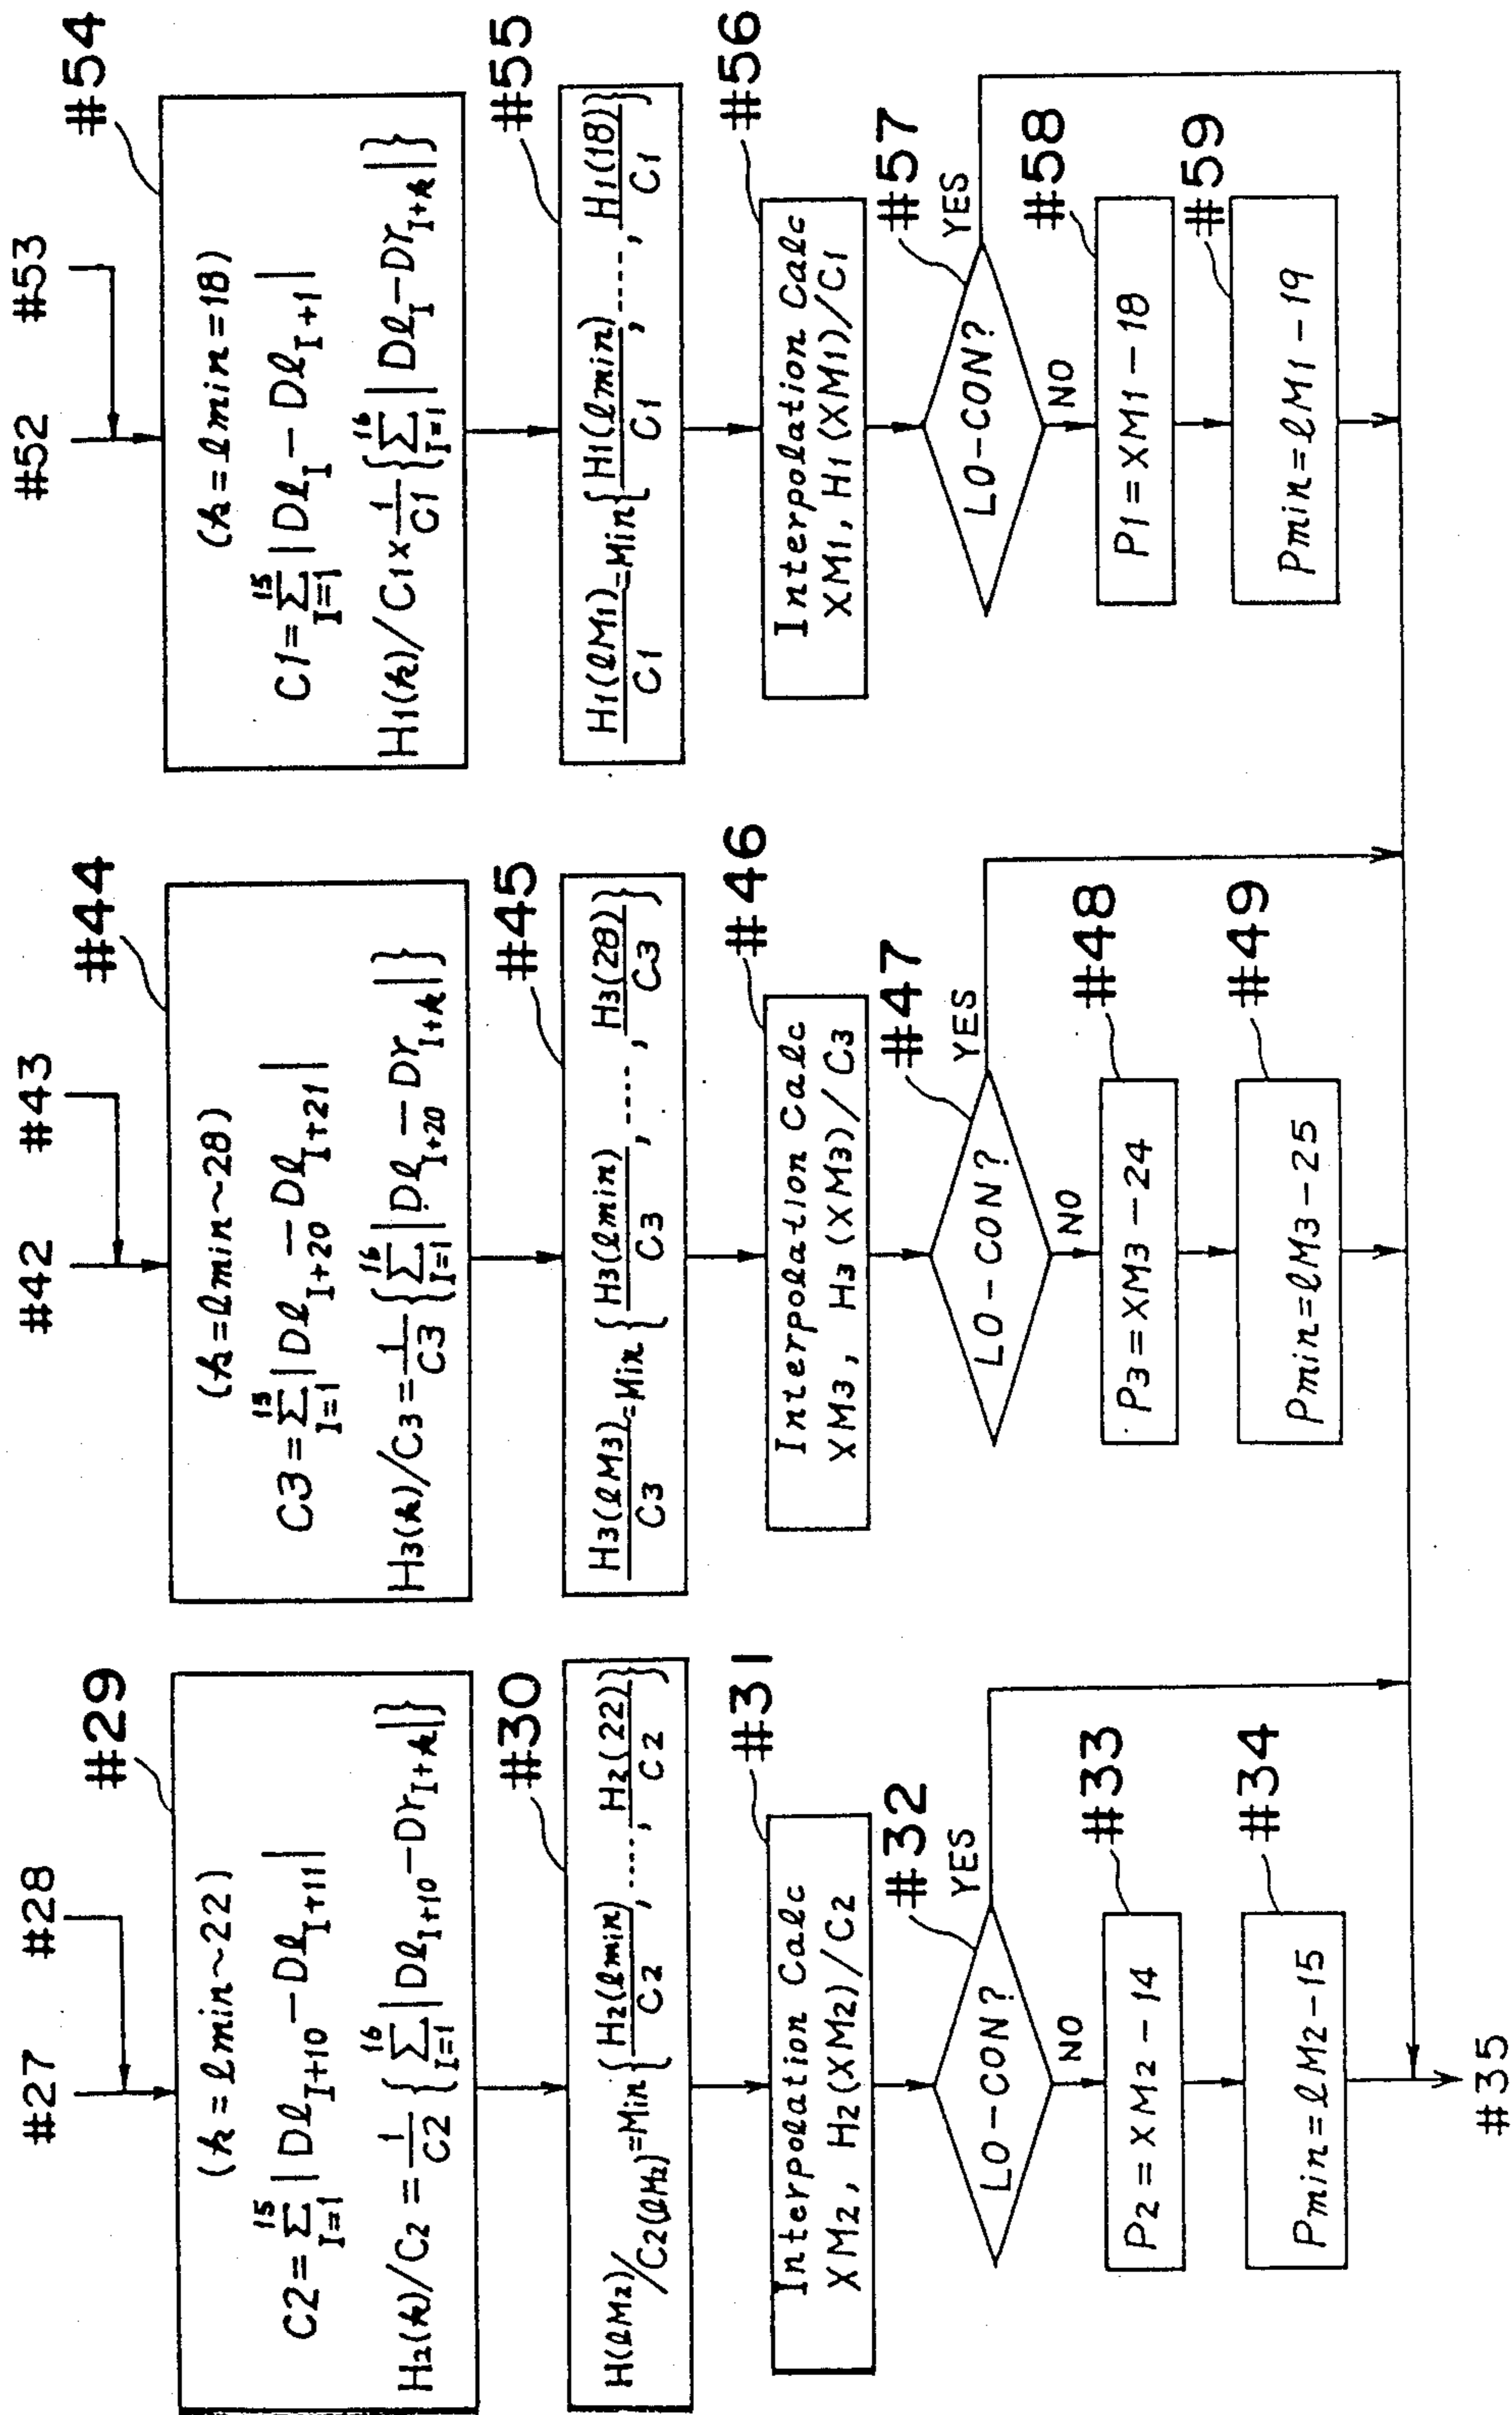 #27 #28
#29
(k=ℓmin~22)
C2=∑_{I=1}^{15}|Dℓ_{I+10}-Dℓ_{I+11}|
H2(k)/C2=1/C2{∑_{I=1}^{16}|Dℓ_{I+10}-Dr_{I+k}|}
#30
H(ℓM2)/C2(ℓM2)=Min{H2(ℓmin)/C2,----,H2(22)/C2}
#31
Interpolation Calc
XM2, H2(XM2)/C2
#32
LO-CON?
YES
NO
#33
P2=XM2-14
#34
Pmin=ℓM2-15
#35
#42 #43
#44
(k=ℓmin~28)
C3=∑_{I=1}^{15}|Dℓ_{I+20}-Dℓ_{I+21}|
H3(k)/C3=1/C3{∑_{I=1}^{16}|Dℓ_{I+20}-Dr_{I+k}|}
#45
H3(ℓM3)/C3=Min{H3(ℓmin)/C3,----,H3(28)/C3}
#46
Interpolation Calc
XM3, H3(XM3)/C3
#47
LO-CON?
YES
NO
#48
P3=XM3-24
#49
Pmin=ℓM3-25
#52 #53
#54
(k=ℓmin=18)
C1=∑_{I=1}^{15}|Dℓ_I-Dℓ_{I+1}|
H1(k)/C1×1/C1{∑_{I=1}^{16}|Dℓ_I-Dr_{I+k}|}
#55
H1(ℓM1)/C1=Min{H1(ℓmin)/C1,----,H1(18)/C1}
#56
Interpolation Calc
XM1, H1(XM1)/C1
#57
LO-CON?
YES
NO
#58
P1=XM1-18
#59
Pmin=ℓM1-19